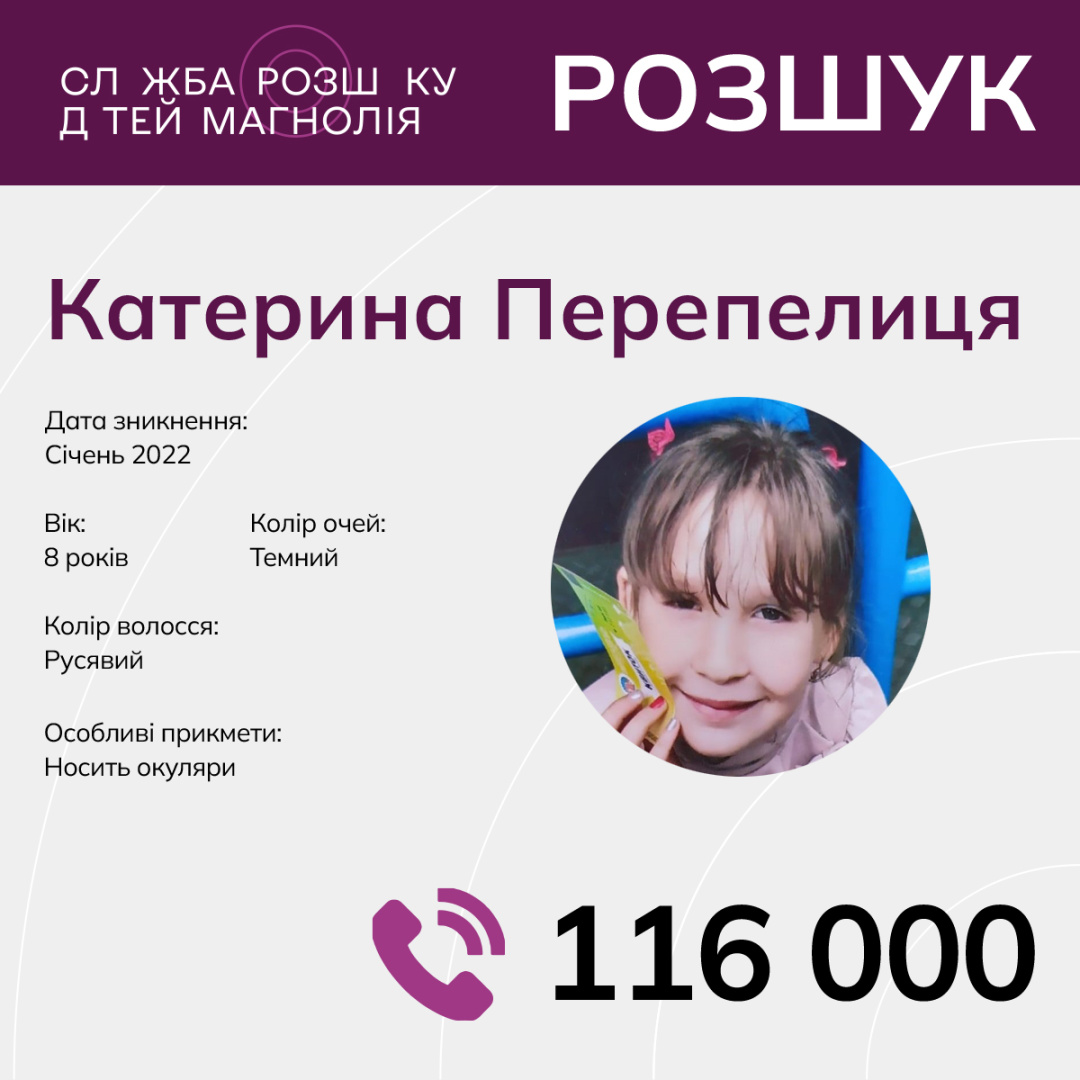 СЛ ЖБА РОЗШ КУ
Д ТЕЙ МАГНОЛІЯ
РОЗШУК
Катерина Перепелиця
Дата зникнення:
Січень 2022
Вік:
8 років
Колір очей:
Темний
Колір волосся:
Русявий
Особливі прикмети:
Носить окуляри
116 000